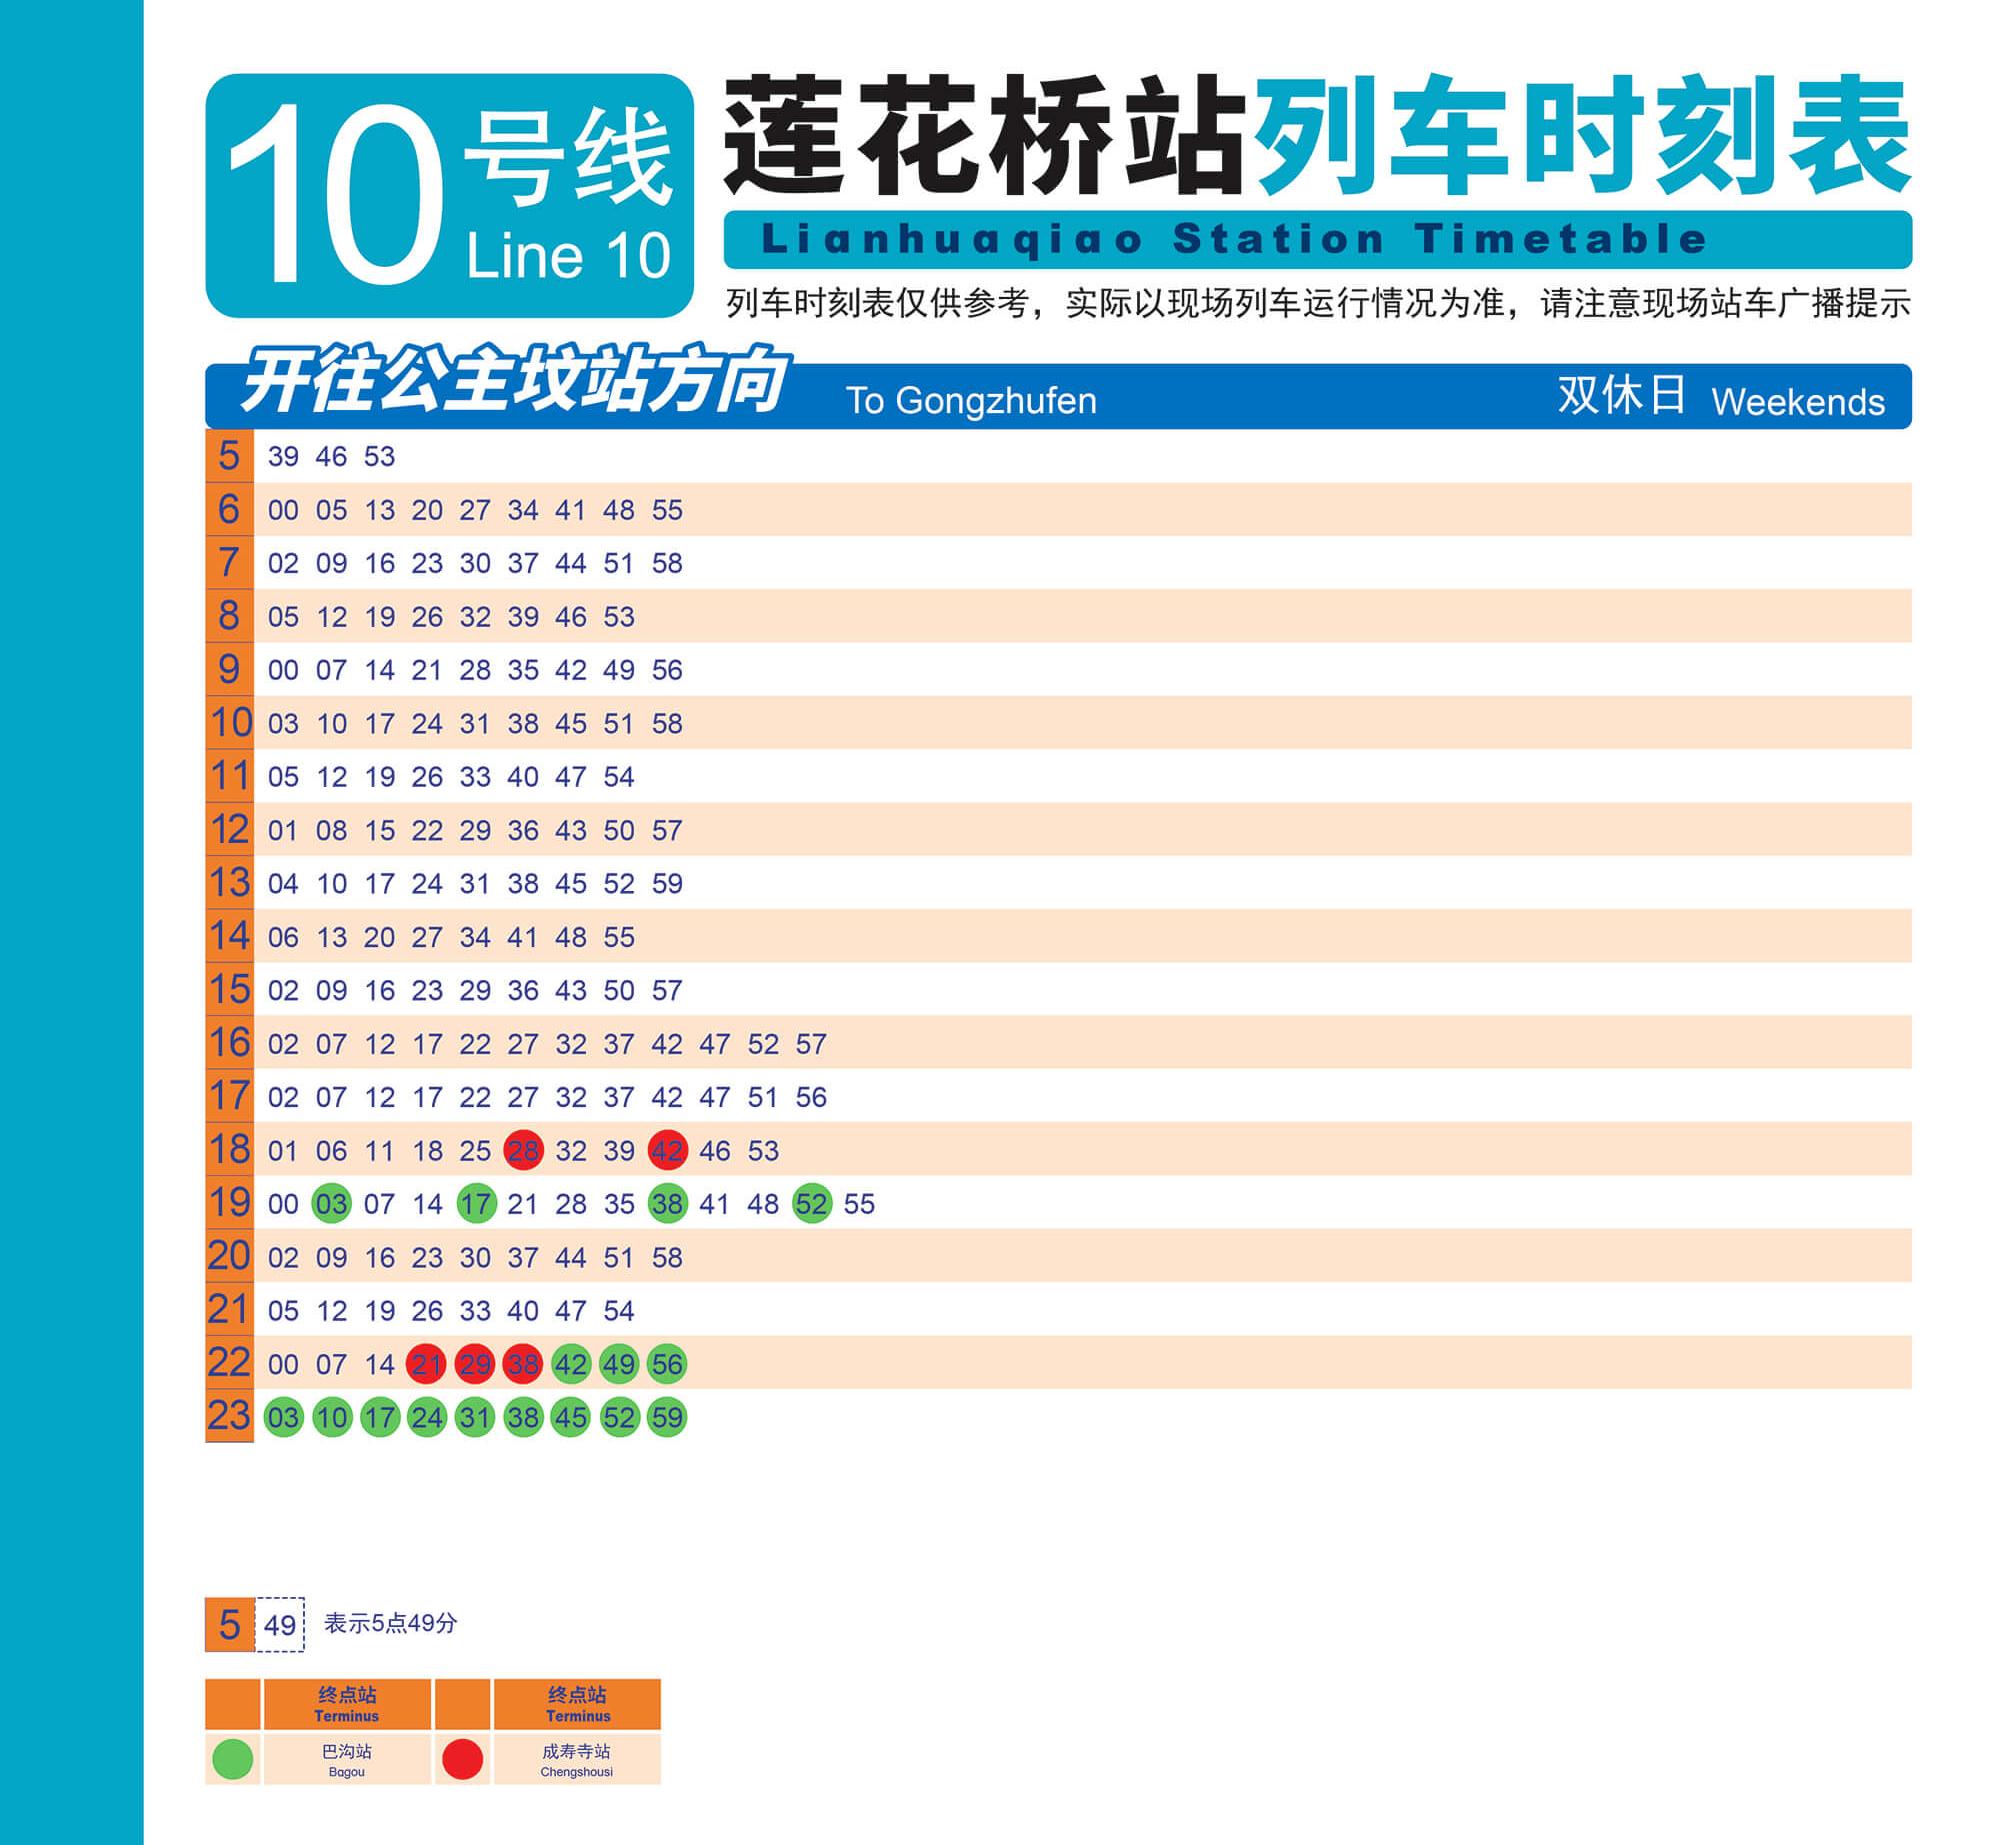 10号线
Line 10
莲花桥站列车时刻表
Lianhuaqiao Station Timetable
列车时刻表仅供参考，实际以现场列车运行情况为准，请注意现场站车广播提示
开往公主坟站方向 To Gongzhufen 双休日 Weekends
5 39 46 53
6 00 05 13 20 27 34 41 48 55
7 02 09 16 23 30 37 44 51 58
8 05 12 19 26 32 39 46 53
9 00 07 14 21 28 35 42 49 56
10 03 10 17 24 31 38 45 51 58
11 05 12 19 26 33 40 47 54
12 01 08 15 22 29 36 43 50 57
13 04 10 17 24 31 38 45 52 59
14 06 13 20 27 34 41 48 55
15 02 09 16 23 29 36 43 50 57
16 02 07 12 17 22 27 32 37 42 47 52 57
17 02 07 12 17 22 27 32 37 42 47 51 56
18 01 06 11 18 25 28 32 39 42 46 53
19 00 03 07 14 17 21 28 35 38 41 48 52 55
20 02 09 16 23 30 37 44 51 58
21 05 12 19 26 33 40 47 54
22 00 07 14 21 29 38 42 49 56
23 03 10 17 24 31 38 45 52 59
5 49 表示5点49分
终点站 终点站
Terminus Terminus
巴沟站 成寿寺站
Bagou Chengshousi